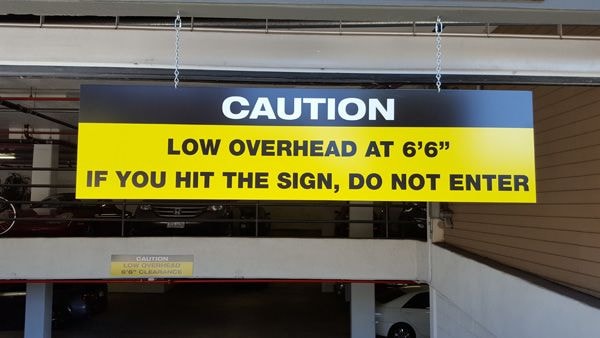 CAUTION
LOW OVERHEAD AT 6'6”
IF YOU HIT THE SIGN, DO NOT ENTER
CAUTION
LOW OVERHEAD
6'6" CLEARANCE